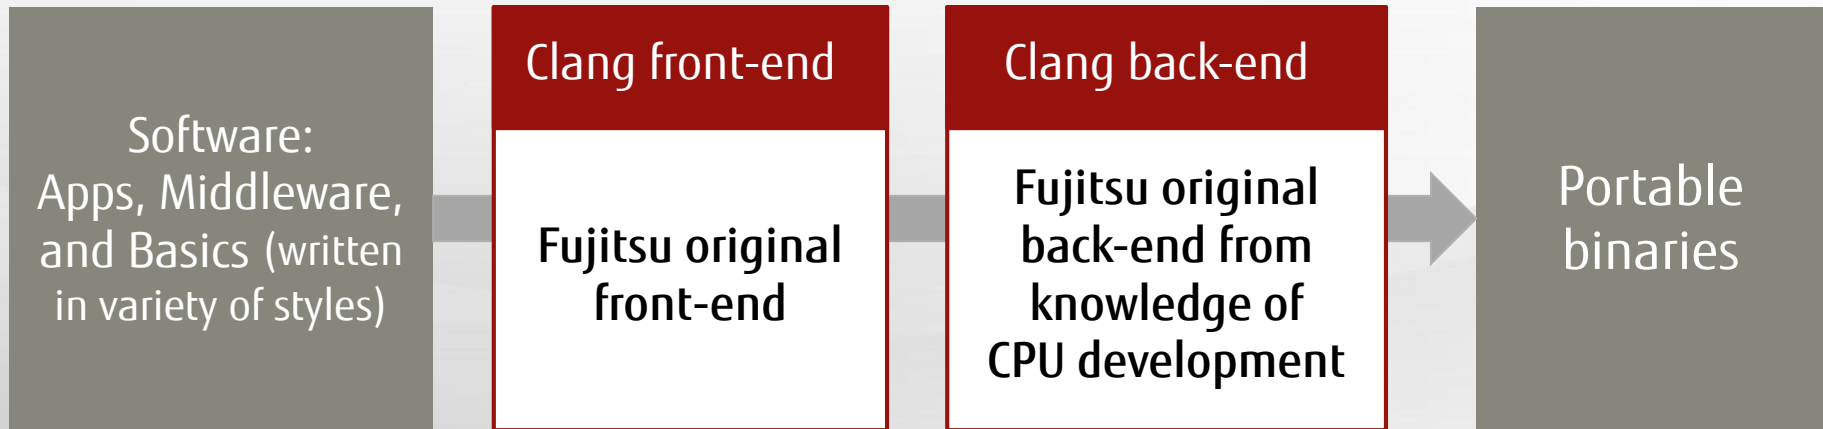 Software:
Apps, Middleware,
and Basics (written
in variety of styles)
Clang front-end
Fujitsu original
front-end
Clang back-end
Fujitsu original
back-end from
knowledge of
CPU development
Portable
binaries